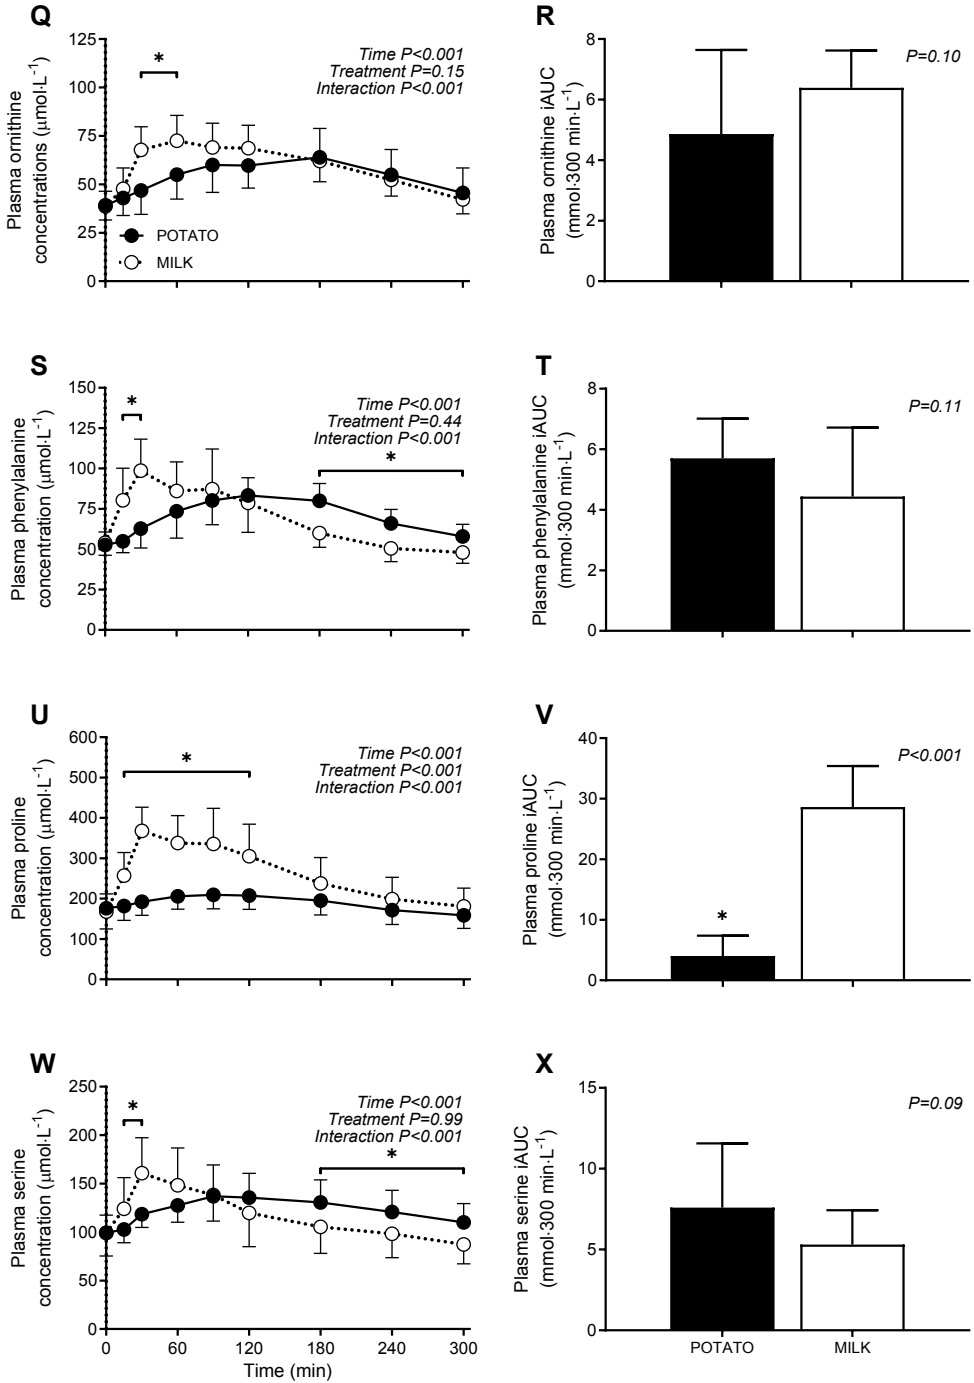 Q
Plasma ornithine
concentrations (μmol·L⁻¹)
125
100
75
50
25
0
*
Time P<0.001
Treatment P=0.15
Interaction P<0.001
POTATO
MILK
R
Plasma ornithine iAUC
(mmol·300 min·L⁻¹)
8
6
4
2
0
P=0.10
S
Plasma phenylalanine
concentration (μmol·L⁻¹)
150
125
100
75
50
25
0
*
Time P<0.001
Treatment P=0.44
Interaction P<0.001
*
T
Plasma phenylalanine iAUC
(mmol·300 min·L⁻¹)
8
6
4
2
0
P=0.11
U
Plasma proline
concentration (μmol·L⁻¹)
600
500
400
300
200
100
0
*
Time P<0.001
Treatment P<0.001
Interaction P<0.001
V
Plasma proline iAUC
(mmol·300 min·L⁻¹)
40
30
20
10
0
P<0.001
*
W
Plasma serine
concentration (μmol·L⁻¹)
250
200
150
100
50
0
*
Time P<0.001
Treatment P=0.99
Interaction P<0.001
*
0 60 120 180 240 300
Time (min)
X
Plasma serine iAUC
(mmol·300 min·L⁻¹)
15
10
5
0
P=0.09
POTATO MILK